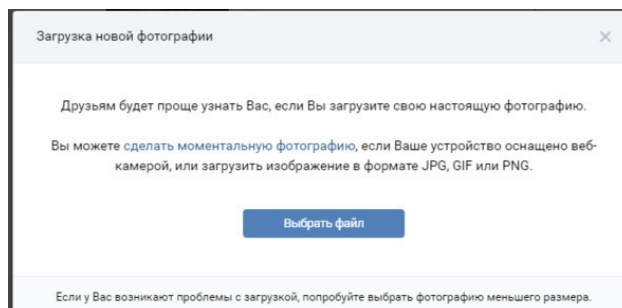 Загрузка новой фотографии
Друзьям будет проще узнать Вас, если Вы загрузите свою настоящую фотографию.
Вы можете сделать моментальную фотографию, если Ваше устройство оснащено веб-
камерой, или загрузить изображение в формате JPG, GIF или PNG.
Выбрать файл
Если у Вас возникают проблемы с загрузкой, попробуйте выбрать фотографию меньшего размера.